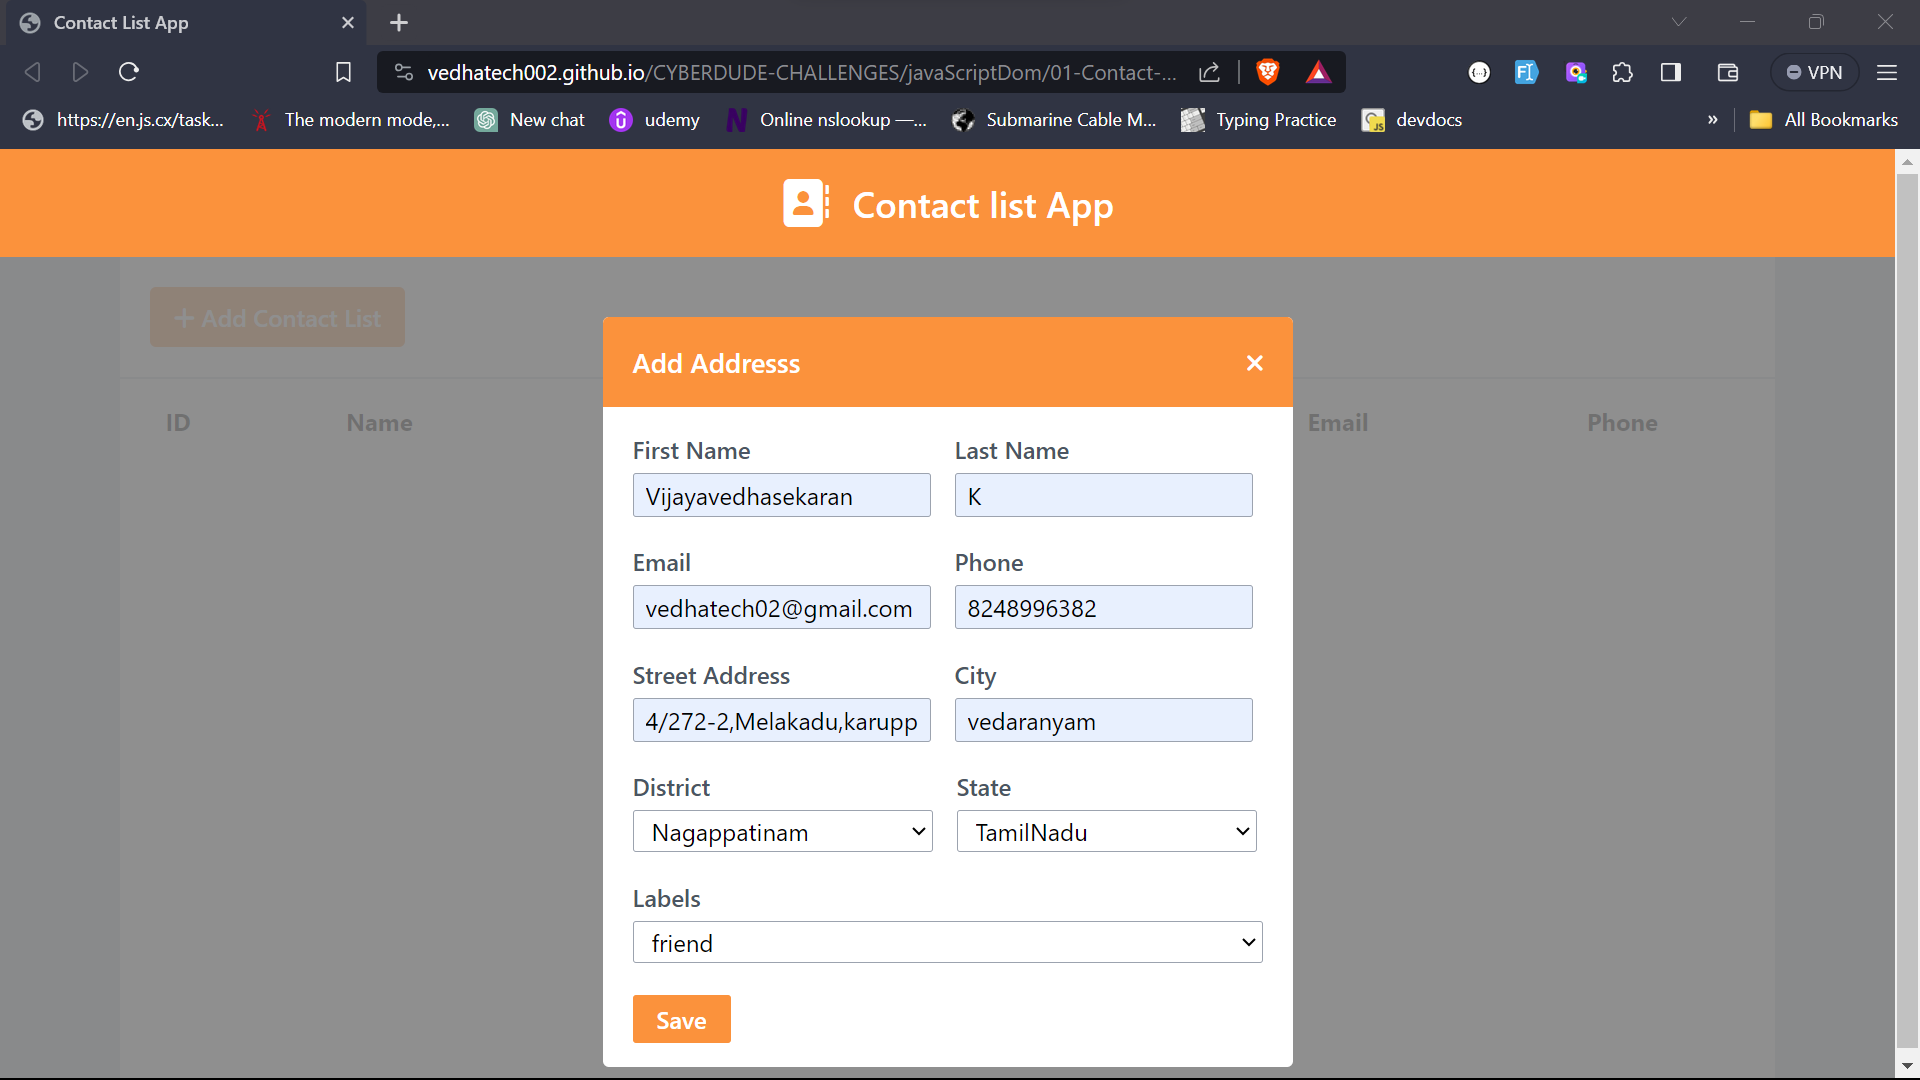 Contact List App
vedhatech002.github.io/CYBERDUDE-CHALLENGES/javaScriptDom/01-Contact-...
VPN
https://en.js.cx/task...
The modern mode,...
New chat
udemy
Online nslookup —...
Submarine Cable M...
Typing Practice
devdocs
»
All Bookmarks
Contact list App
+ Add Contact List
Add Addresss
ID
Name
Email
Phone
First Name
Last Name
Vijayavedhasekaran
K
Email
Phone
vedhatech02@gmail.com
8248996382
Street Address
City
4/272-2,Melakadu,karupp
vedaranyam
District
State
Nagappatinam
TamilNadu
Labels
friend
Save